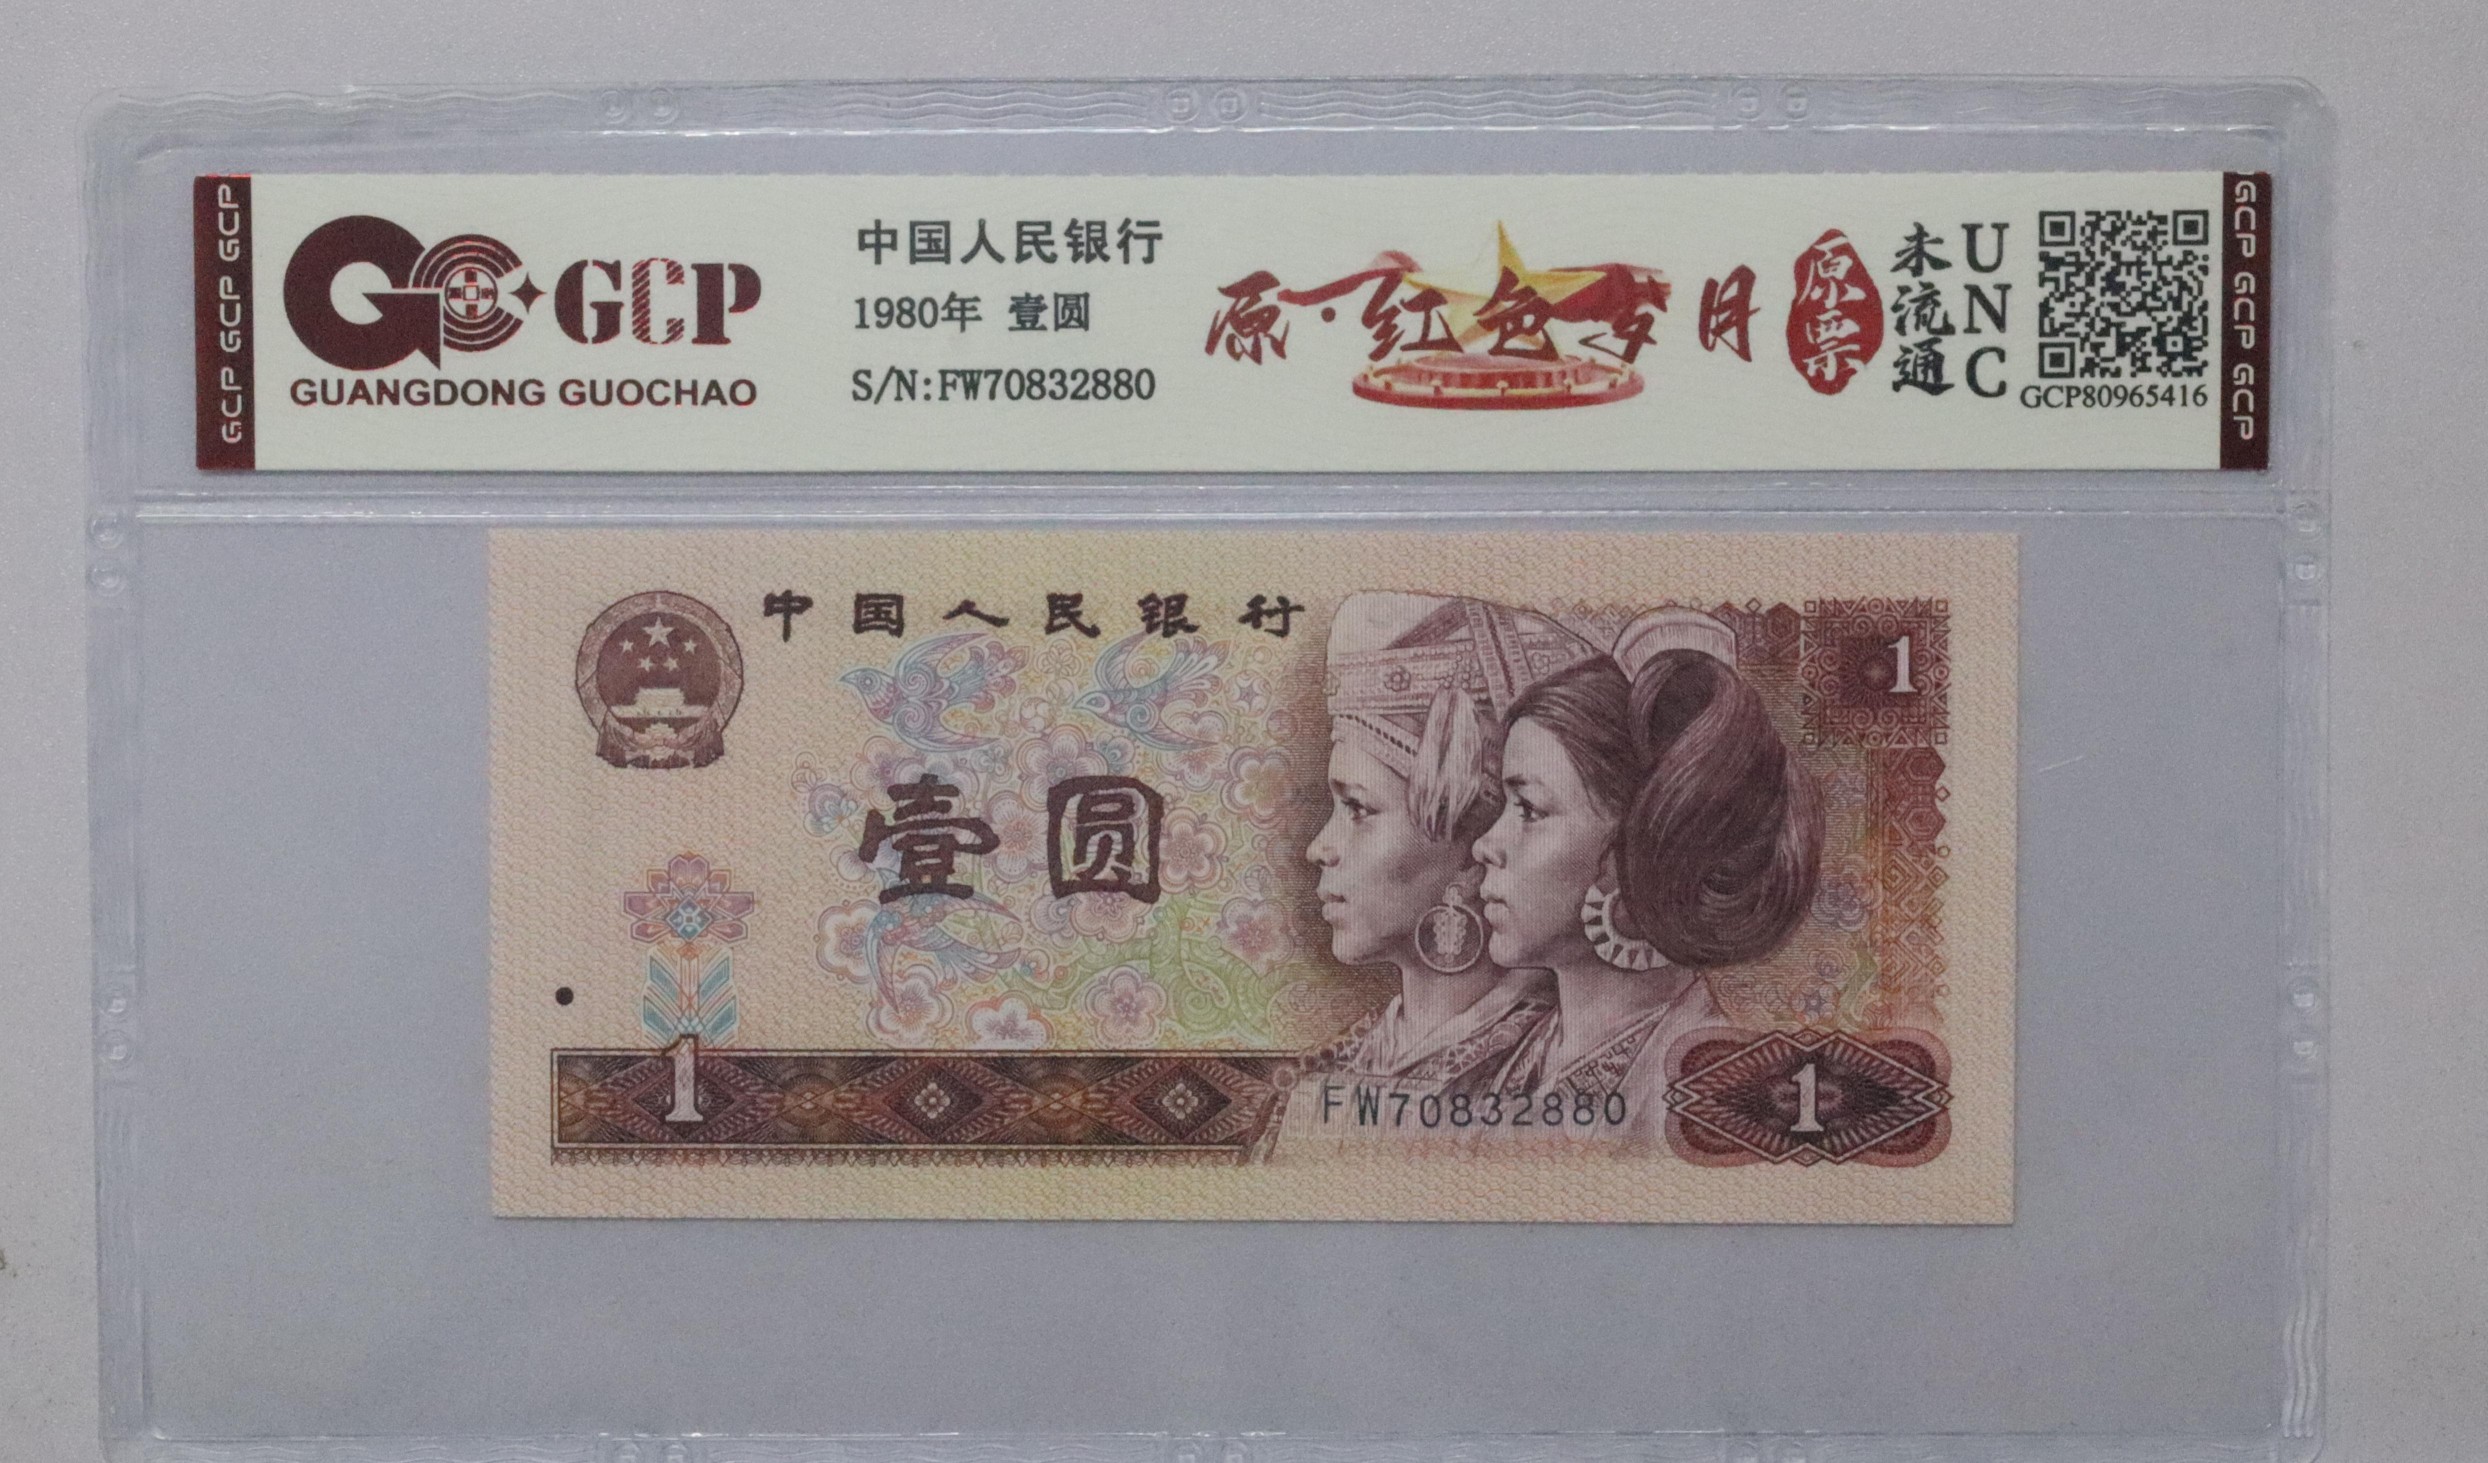 GCP GCP GCP
GCP
GUANGDONG GUOCHAO
中国人民银行
1980年 壹圆
S/N:FW70832880
原·红色岁月
原票
未流通
UNC
GCP80965416
GCP GCP GCP
中国人民银行
1
壹圆
1
FW70832880
1